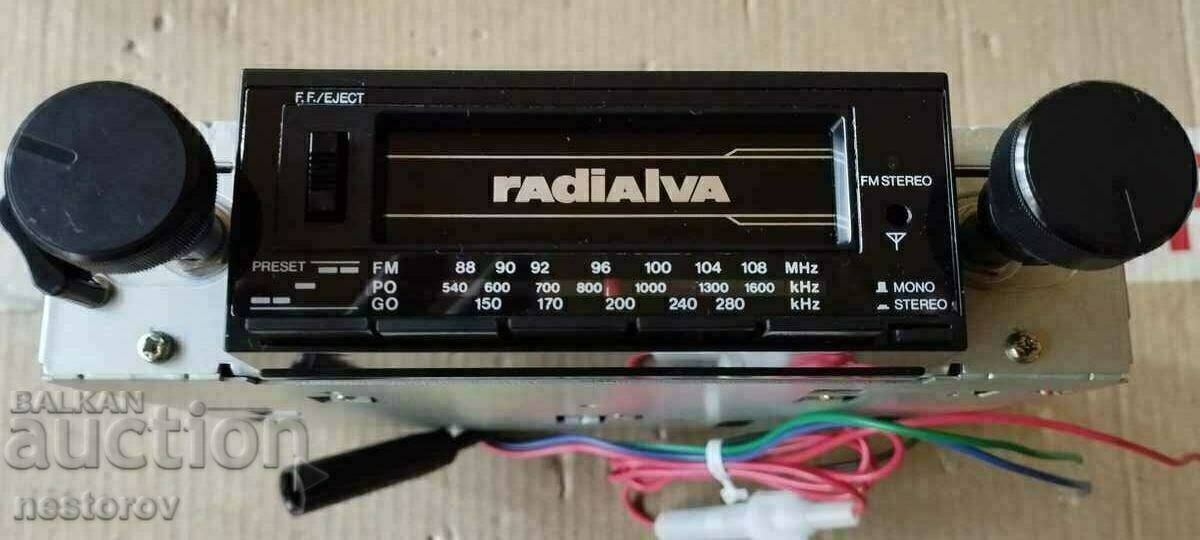 F.F./EJECT
radialva
FM STEREO
PRESET FM 88 90 92 96 100 104 108 MHz
PO 540 600 700 800 1000 1300 1600 kHz
GO 150 170 200 240 280 kHz
MONO
STEREO
BALKAN
auction
nestorov